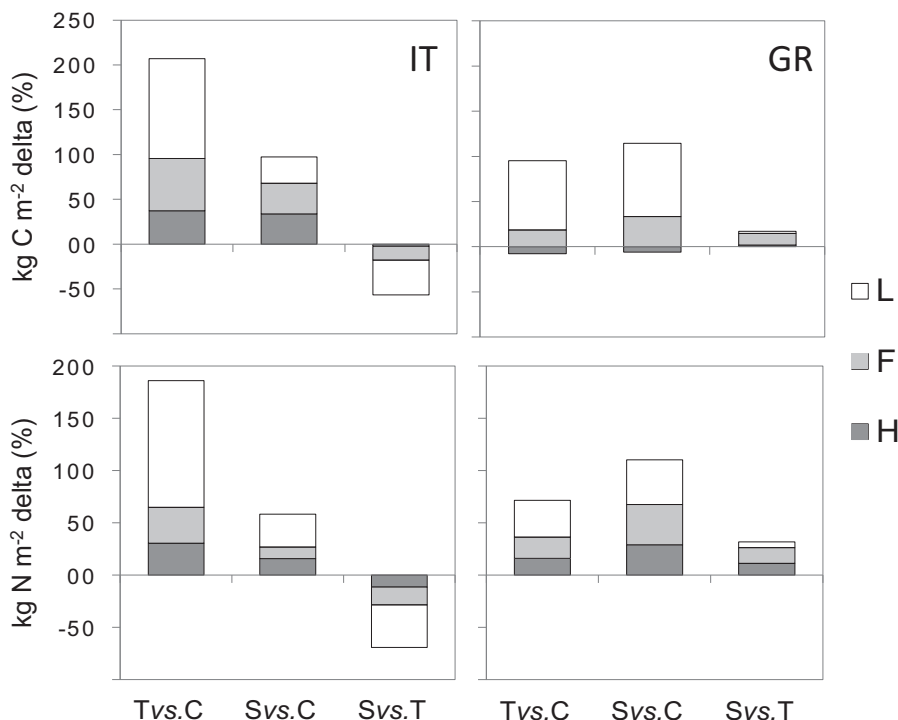 250
200
150
100
50
00
-50
kg C m-2 delta (%)
IT
GR
L
F
H
200
150
100
50
00
-50
kg N m-2 delta (%)
Tvs.C Svs.C Svs.T
Tvs.C Svs.C Svs.T